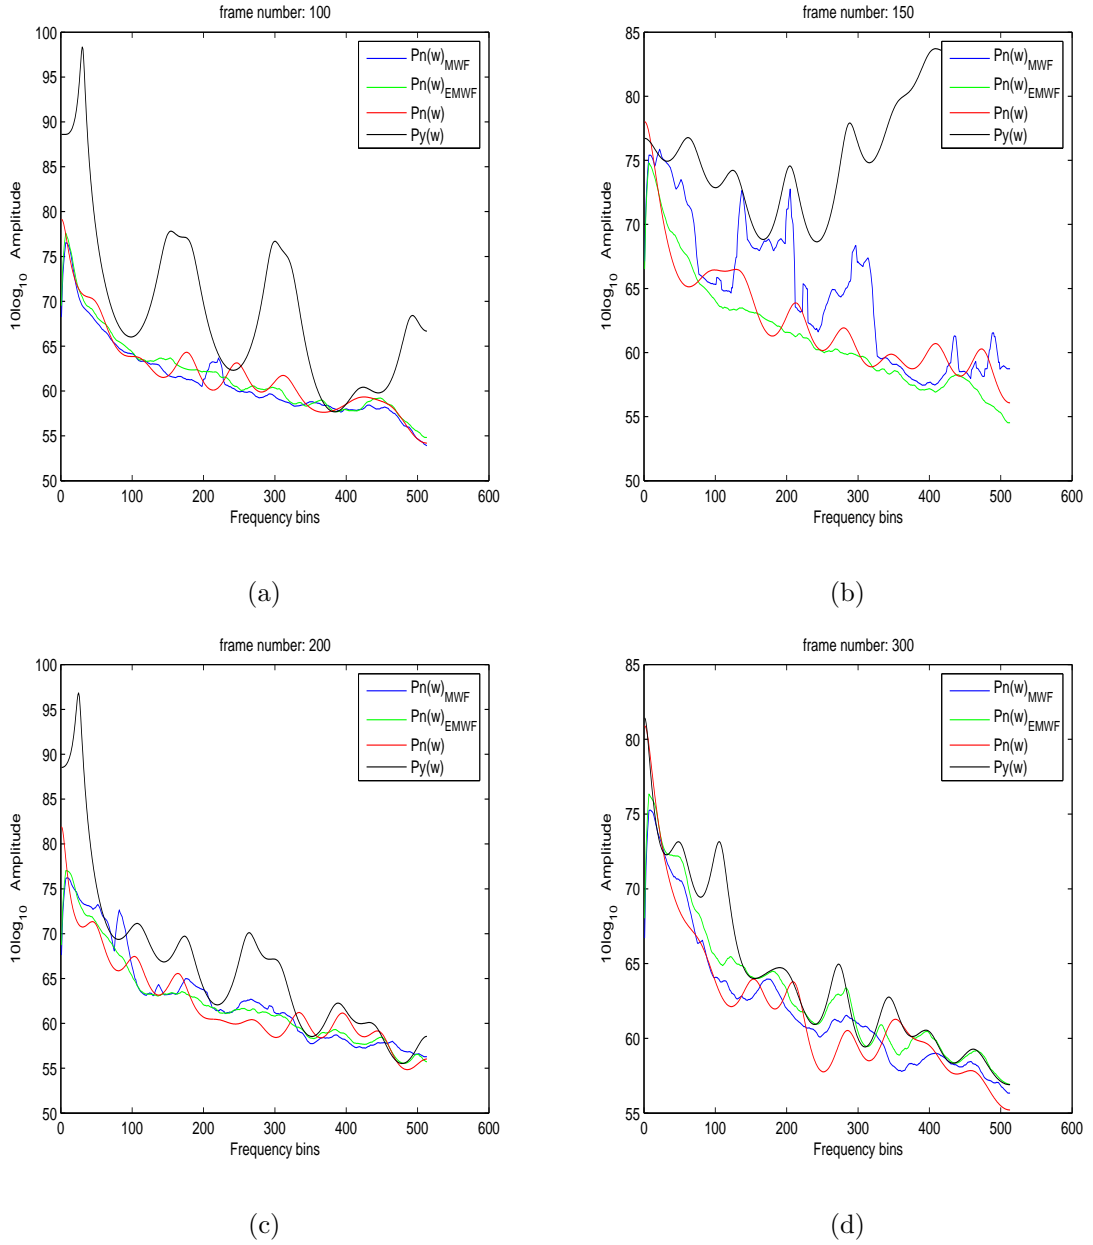 frame number: 100
100
95
90
85
80
75
70
65
60
55
50
0 100 200 300 400 500 600
10log10 Amplitude
Frequency bins
Pn(w)MWF
Pn(w)EMWF
Pn(w)
Py(w)
(a)
frame number: 150
85
80
75
70
65
60
55
50
0 100 200 300 400 500 600
10log10 Amplitude
Frequency bins
Pn(w)MWF
Pn(w)EMWF
Pn(w)
Py(w)
(b)
frame number: 200
100
95
90
85
80
75
70
65
60
55
50
0 100 200 300 400 500 600
10log10 Amplitude
Frequency bins
Pn(w)MWF
Pn(w)EMWF
Pn(w)
Py(w)
(c)
frame number: 300
85
80
75
70
65
60
55
0 100 200 300 400 500 600
10log10 Amplitude
Frequency bins
Pn(w)MWF
Pn(w)EMWF
Pn(w)
Py(w)
(d)